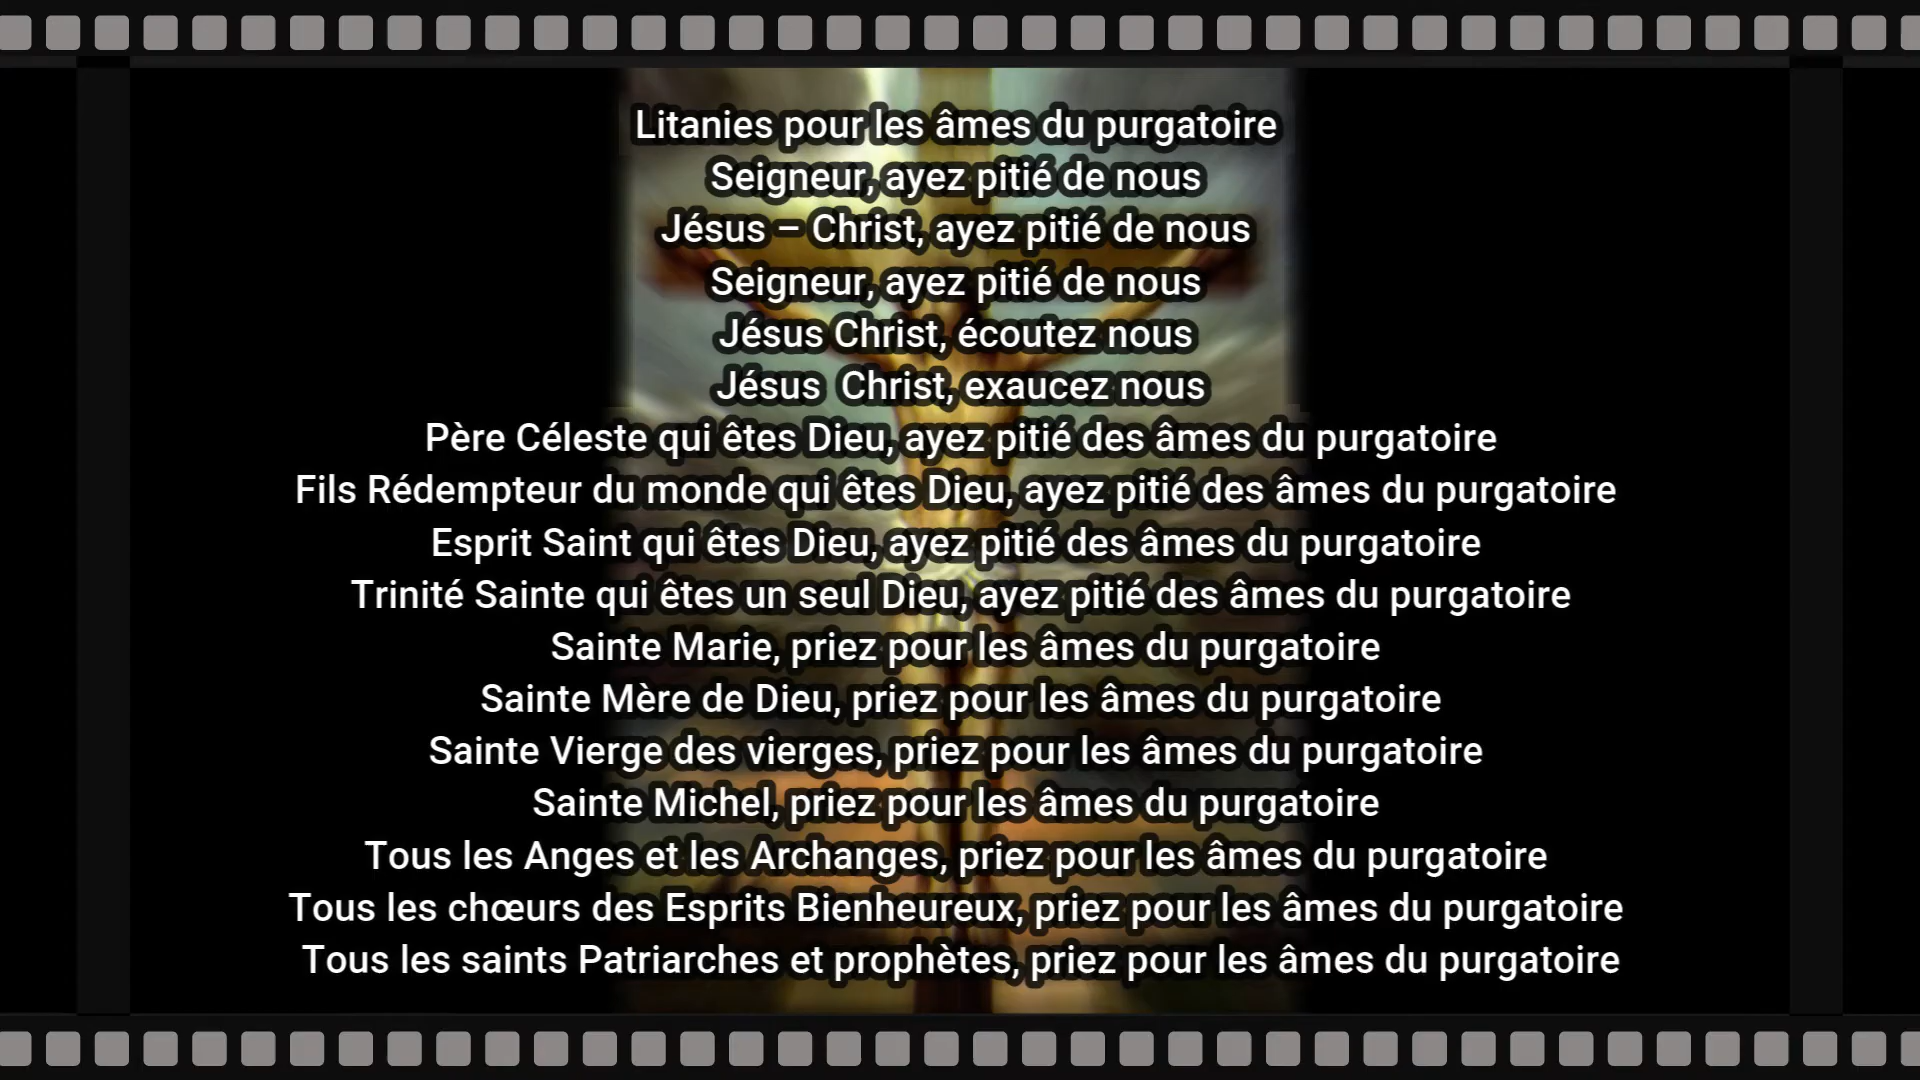 Litanies pour les âmes du purgatoire
Seigneur, ayez pitié de nous
Jésus – Christ, ayez pitié de nous
Seigneur, ayez pitié de nous
Jésus Christ, écoutez nous
Jésus  Christ, exaucez nous
Père Céleste qui êtes Dieu, ayez pitié des âmes du purgatoire
Fils Rédempteur du monde qui êtes Dieu, ayez pitié des âmes du purgatoire
Esprit Saint qui êtes Dieu, ayez pitié des âmes du purgatoire
Trinité Sainte qui êtes un seul Dieu, ayez pitié des âmes du purgatoire
Sainte Marie, priez pour les âmes du purgatoire
Sainte Mère de Dieu, priez pour les âmes du purgatoire
Sainte Vierge des vierges, priez pour les âmes du purgatoire
Sainte Michel, priez pour les âmes du purgatoire
Tous les Anges et les Archanges, priez pour les âmes du purgatoire
Tous les chœurs des Esprits Bienheureux, priez pour les âmes du purgatoire
Tous les saints Patriarches et prophètes, priez pour les âmes du purgatoire